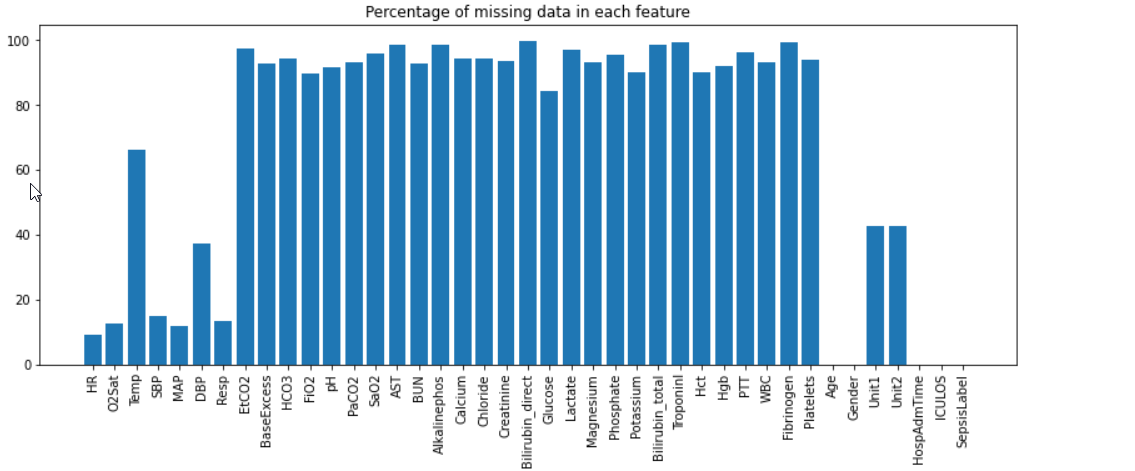 Percentage of missing data in each feature
100
80
60
40
20
0
HR
O2Sat
Temp
SBP
MAP
DBP
Resp
EtCO2
BaseExcess
HCO3
FiO2
pH
PaCO2
SaO2
AST
BUN
Alkalinephos
Calcium
Chloride
Creatinine
Bilirubin_direct
Glucose
Lactate
Magnesium
Phosphate
Potassium
Bilirubin_total
TroponinI
Hct
Hgb
PTT
WBC
Fibrinogen
Platelets
Age
Gender
Unit1
Unit2
HospAdmTime
ICULOS
SepsisLabel